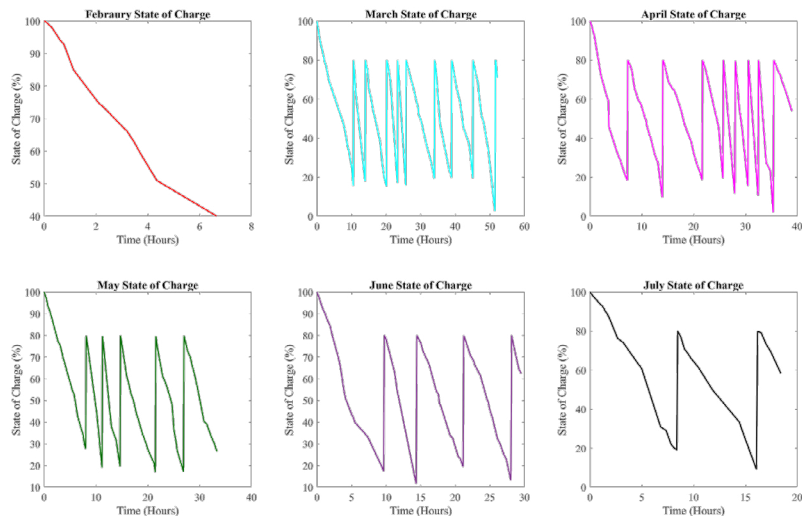 Febraury State of Charge
100
90
80
70
60
50
40
State of Charge (%)
0 2 4 6 8
Time (Hours)
March State of Charge
100
80
60
40
20
0
State of Charge (%)
0 10 20 30 40 50 60
Time (Hours)
April State of Charge
100
80
60
40
20
0
State of Charge (%)
0 10 20 30 40
Time (Hours)
May State of Charge
100
90
80
70
60
50
40
30
20
10
State of Charge (%)
0 10 20 30 40
Time (Hours)
June State of Charge
100
90
80
70
60
50
40
30
20
10
State of Charge (%)
0 5 10 15 20 25 30
Time (Hours)
July State of Charge
100
80
60
40
20
0
State of Charge (%)
0 5 10 15 20
Time (Hours)